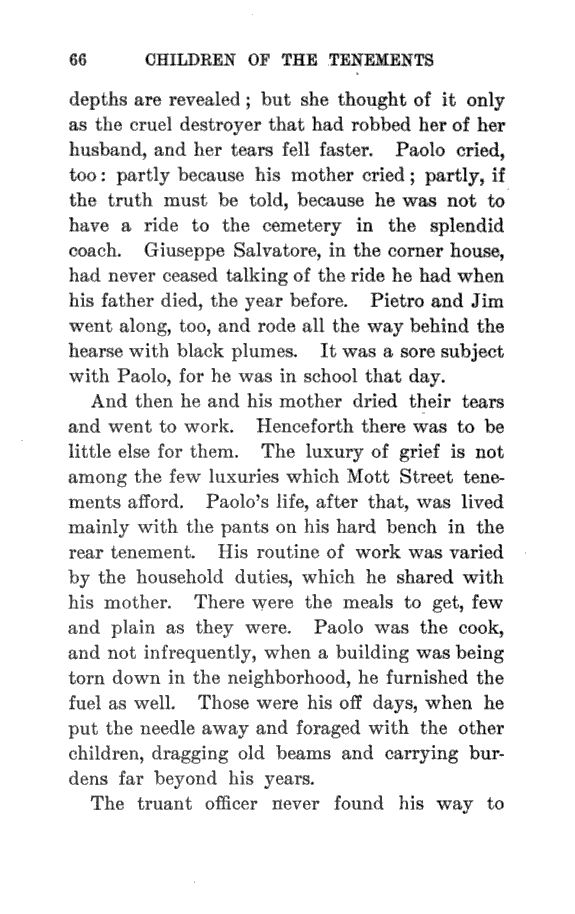 66 CHILDREN OF THE TENEMENTS
depths are revealed ; but she thought of it only
as the cruel destroyer that had robbed her of her
husband, and her tears fell faster. Paolo cried,
too : partly because his mother cried ; partly, if
the truth must be told, because he was not to
have a ride to the cemetery in the splendid
coach. Giuseppe Salvatore, in the corner house,
had never ceased talking of the ride he had when
his father died, the year before. Pietro and Jim
went along, too, and rode all the way behind the
hearse with black plumes. It was a sore subject
with Paolo, for he was in school that day.
And then he and his mother dried their tears
and went to work. Henceforth there was to be
little else for them. The luxury of grief is not
among the few luxuries which Mott Street tene-
ments afford. Paolo's life, after that, was lived
mainly with the pants on his hard bench in the
rear tenement. His routine of work was varied
by the household duties, which he shared with
his mother. There were the meals to get, few
and plain as they were. Paolo was the cook,
and not infrequently, when a building was being
torn down in the neighborhood, he furnished the
fuel as well. Those were his off days, when he
put the needle away and foraged with the other
children, dragging old beams and carrying bur-
dens far beyond his years.
The truant officer never found his way to